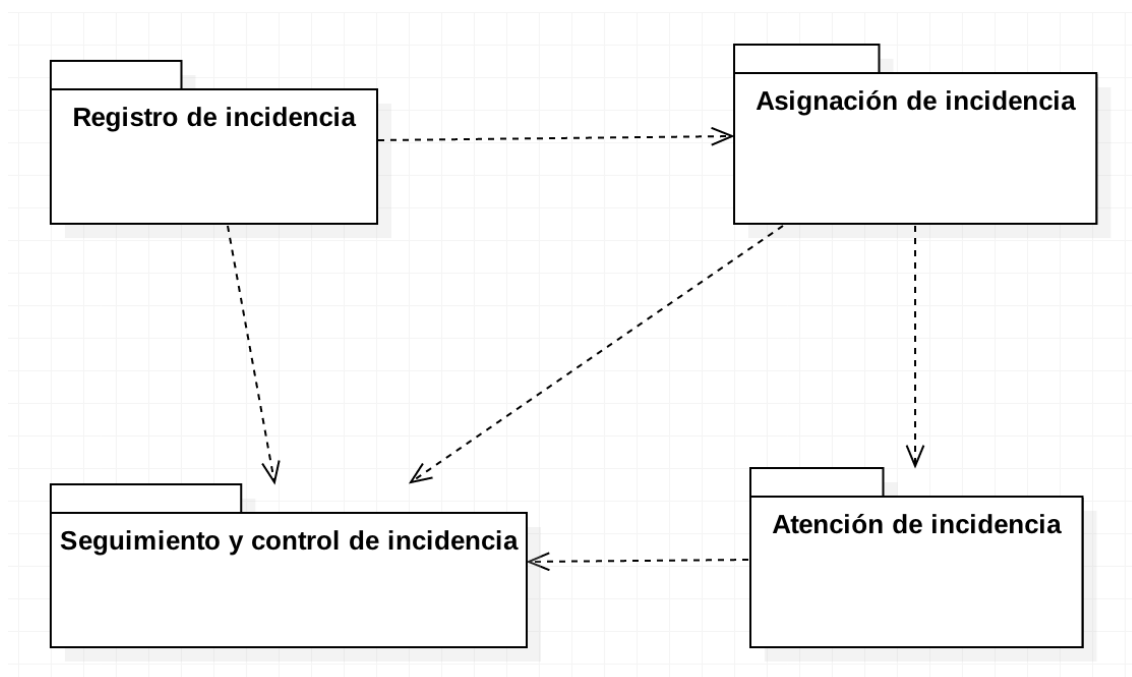 Registro de incidencia
Asignación de incidencia
Seguimiento y control de incidencia
Atención de incidencia